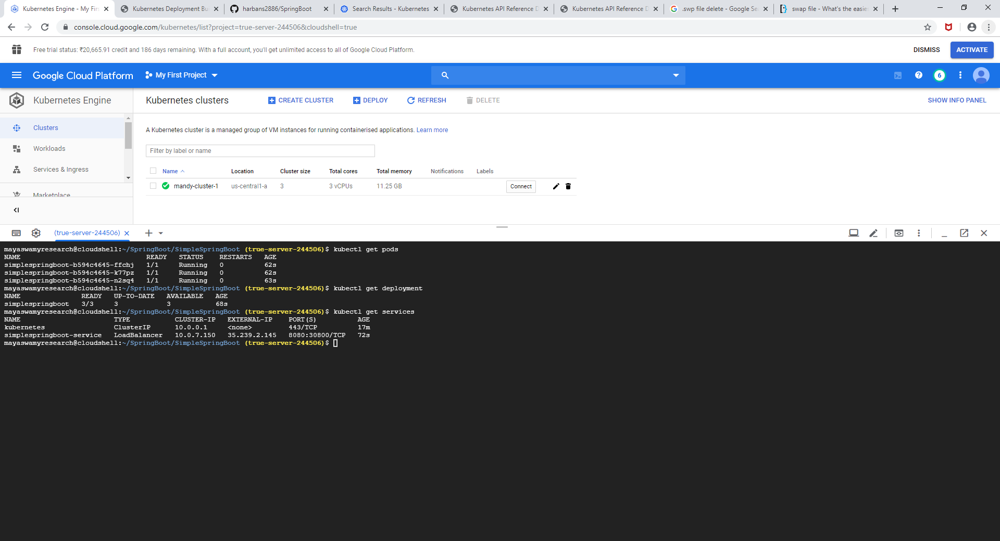 Kubernetes Engine - My Firs
Kubernetes Deployment Bu
harbans2886/SpringBoot
Search Results - Kubernetes
Kubernetes API Reference D
Kubernetes API Reference D
.swp file delete - Google Se
swap file - What's the easies
console.cloud.google.com/kubernetes/list?project=true-server-244506&cloudshell=true
Free trial status: ₹20,665.91 credit and 186 days remaining. With a full account, you'll get unlimited access to all of Google Cloud Platform.
DISMISS
ACTIVATE
Google Cloud Platform
My First Project
6
Kubernetes Engine
Kubernetes clusters
CREATE CLUSTER
DEPLOY
REFRESH
DELETE
SHOW INFO PANEL
Clusters
Workloads
Services & Ingress
Marketplace
A Kubernetes cluster is a managed group of VM instances for running containerised applications. Learn more
Filter by label or name
Name Location Cluster size Total cores Total memory Notifications Labels
mandy-cluster-1 us-central1-a 3 3 vCPUs 11.25 GB Connect
(true-server-244506)
mayaswamyresearch@cloudshell:~/SpringBoot/SimpleSpringBoot (true-server-244506)$ kubectl get pods
NAME READY STATUS RESTARTS AGE
simplespringboot-b594c4645-ffchj 1/1 Running 0 62s
simplespringboot-b594c4645-k77pz 1/1 Running 0 62s
simplespringboot-b594c4645-n2sq4 1/1 Running 0 63s
mayaswamyresearch@cloudshell:~/SpringBoot/SimpleSpringBoot (true-server-244506)$ kubectl get deployment
NAME READY UP-TO-DATE AVAILABLE AGE
simplespringboot 3/3 3 3 68s
mayaswamyresearch@cloudshell:~/SpringBoot/SimpleSpringBoot (true-server-244506)$ kubectl get services
NAME TYPE CLUSTER-IP EXTERNAL-IP PORT(S) AGE
kubernetes ClusterIP 10.0.0.1 <none> 443/TCP 17m
simplespringboot-service LoadBalancer 10.0.7.150 35.239.2.145 8080:30800/TCP 72s
mayaswamyresearch@cloudshell:~/SpringBoot/SimpleSpringBoot (true-server-244506)$